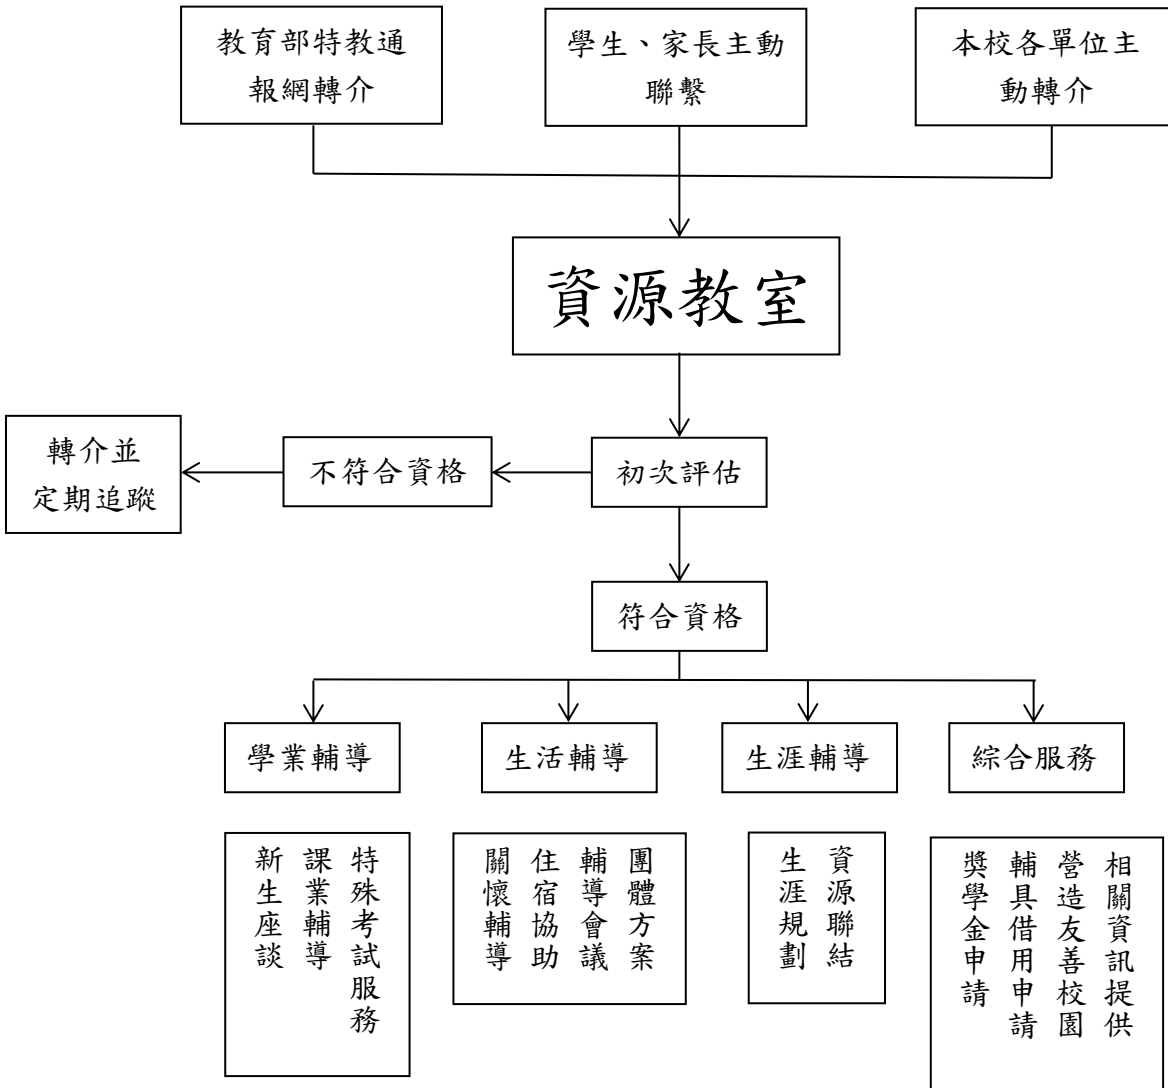 教育部特教通
報網轉介
學生、家長主動
聯繫
本校各單位主
動轉介
資源教室
轉介並
定期追蹤
不符合資格
初次評估
符合資格
學業輔導
生活輔導
生涯輔導
綜合服務
特殊考試服務
課業輔導
新生座談
團體方案
輔導會議
住宿協助
關懷輔導
資源聯結
生涯規劃
相關資訊提供
營造友善校園
輔具借用申請
獎學金申請